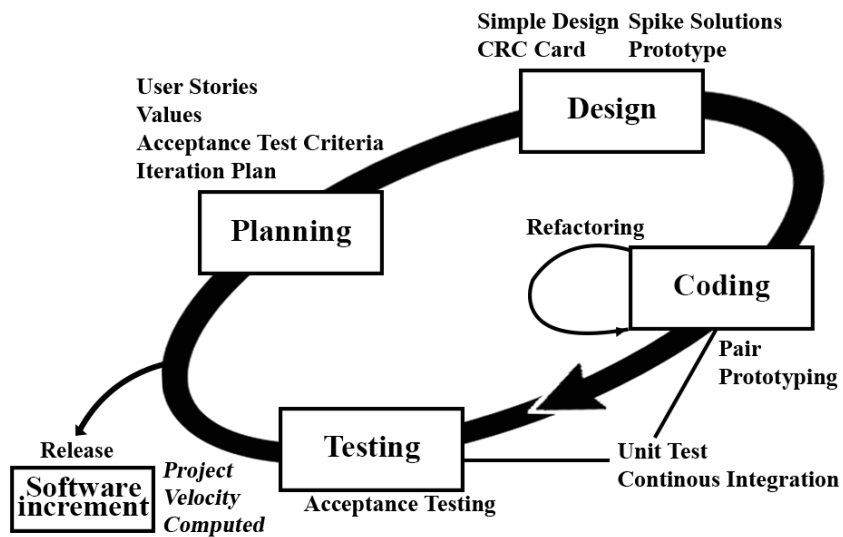 Simple Design Spike Solutions
CRC Card Prototype
Design
User Stories
Values
Acceptance Test Criteria
Iteration Plan
Planning
Refactoring
Coding
Pair
Prototyping
Testing
Acceptance Testing
Unit Test
Continous Integration
Release
Software
increment
Project
Velocity
Computed